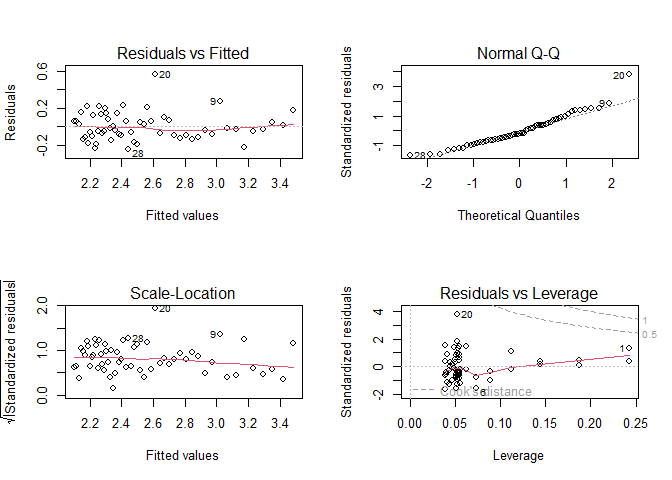 Residuals vs Fitted
Residuals
-0.2 0.2 0.6
20
9
28
2.2 2.4 2.6 2.8 3.0 3.2 3.4
Fitted values
Normal Q-Q
Standardized residuals
-1 1 3
20
9
28
-2 -1 0 1 2
Theoretical Quantiles
Scale-Location
√|Standardized residuals|
0.0 1.0 2.0
20
9
28
2.2 2.4 2.6 2.8 3.0 3.2 3.4
Fitted values
Residuals vs Leverage
Standardized residuals
-2 0 2 4
20
1
6
1
0.5
Cook's distance
0.00 0.05 0.10 0.15 0.20 0.25
Leverage